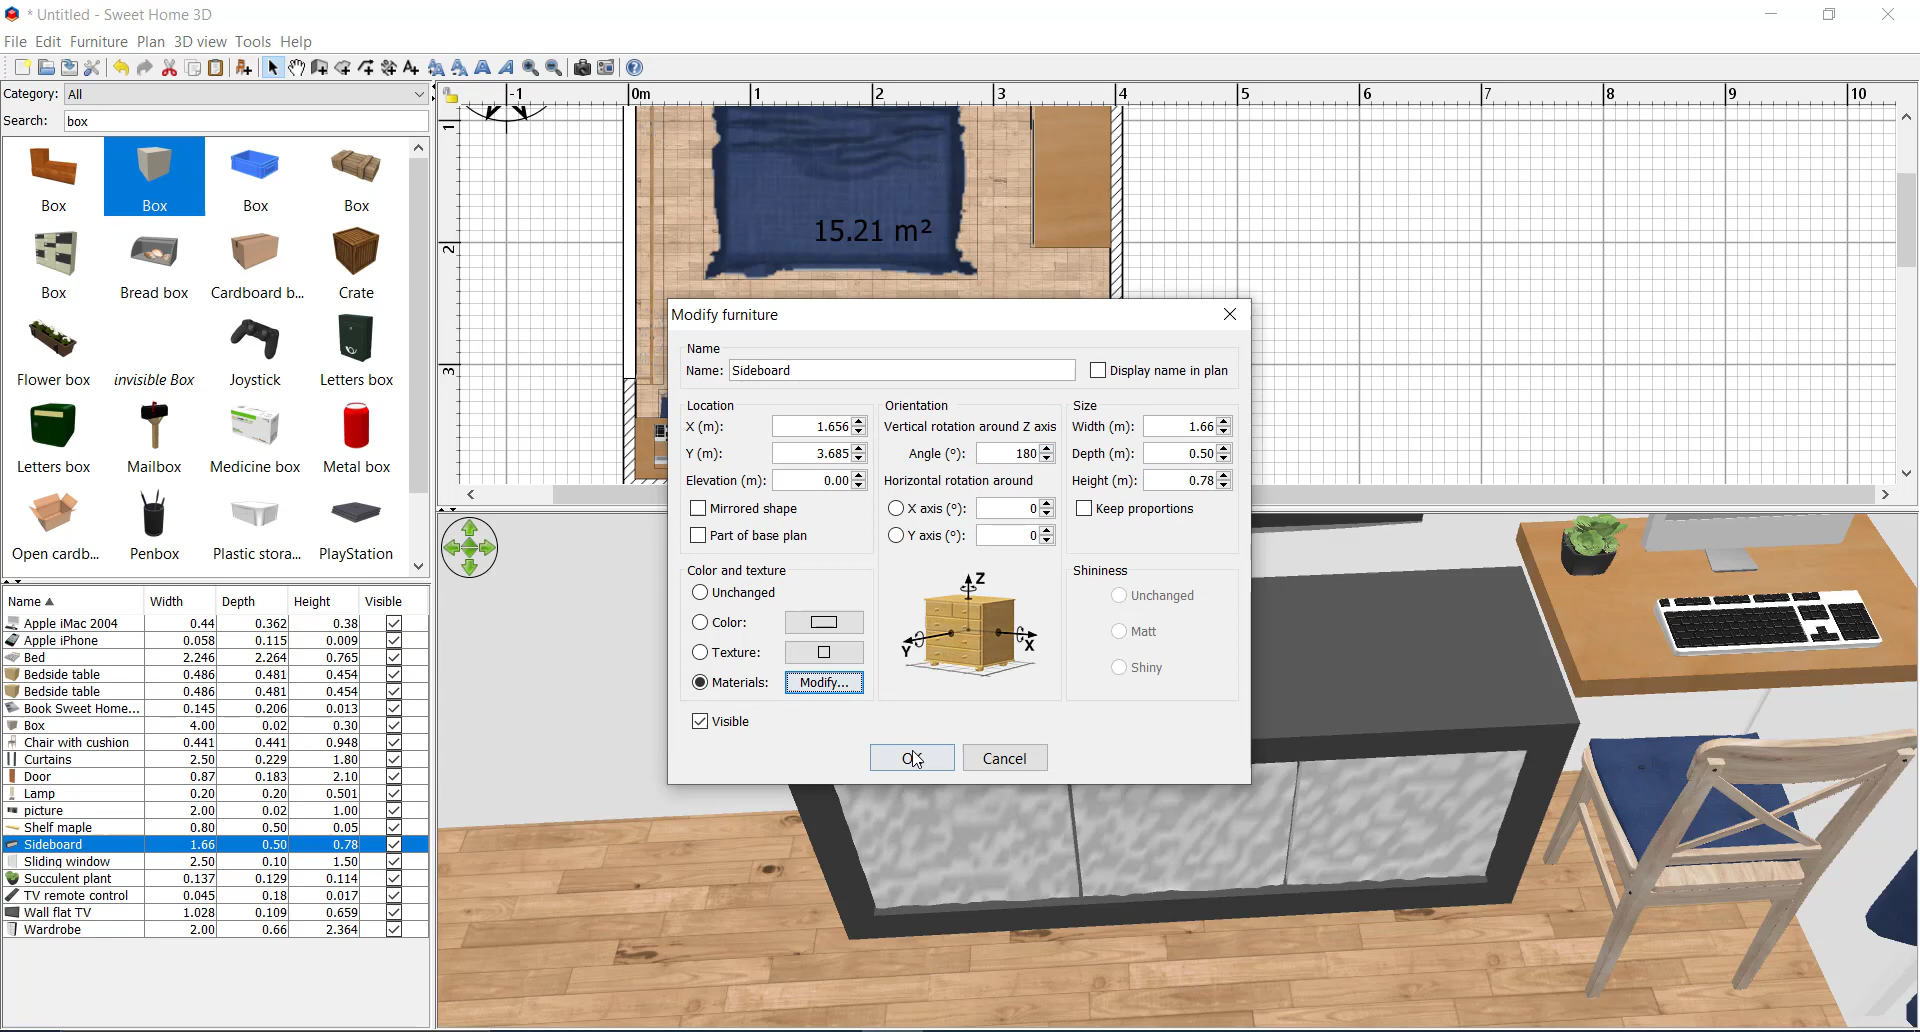 * Untitled - Sweet Home 3D
File Edit Furniture Plan 3D view Tools Help
Category: All
Search: box
Box Box Box Box
Box Bread box Cardboard b... Crate
Flower box invisible Box Joystick Letters box
Letters box Mailbox Medicine box Metal box
Open cardb... Penbox Plastic stora... PlayStation
Name Width Depth Height Visible
Apple iMac 2004 0.44 0.362 0.38
Apple iPhone 0.058 0.115 0.009
Bed 2.246 2.264 0.765
Bedside table 0.486 0.481 0.454
Bedside table 0.486 0.481 0.454
Book Sweet Home... 0.145 0.206 0.013
Box 4.00 0.02 0.30
Chair with cushion 0.441 0.441 0.948
Curtains 2.50 0.229 1.80
Door 0.87 0.183 2.10
Lamp 0.20 0.20 0.501
picture 2.00 0.02 1.00
Shelf maple 0.80 0.50 0.05
Sideboard 1.66 0.50 0.78
Sliding window 2.50 0.10 1.50
Succulent plant 0.137 0.129 0.114
TV remote control 0.045 0.18 0.017
Wall flat TV 1.028 0.109 0.659
Wardrobe 2.00 0.66 2.364
-1 0m 1 2 3 4 5 6 7 8 9 10
1
2
3
15.21 m²
Modify furniture
Name
Name: Sideboard Display name in plan
Location Orientation Size
X (m): 1.656 Vertical rotation around Z axis Width (m): 1.66
Y (m): 3.685 Angle (°): 180 Depth (m): 0.50
Elevation (m): 0.00 Horizontal rotation around Height (m): 0.78
Mirrored shape X axis (°): 0 Keep proportions
Part of base plan Y axis (°): 0
Color and texture Shininess
Unchanged Unchanged
Color: Matt
Texture: Shiny
Materials: Modify...
Z
Y X
Visible
Cancel